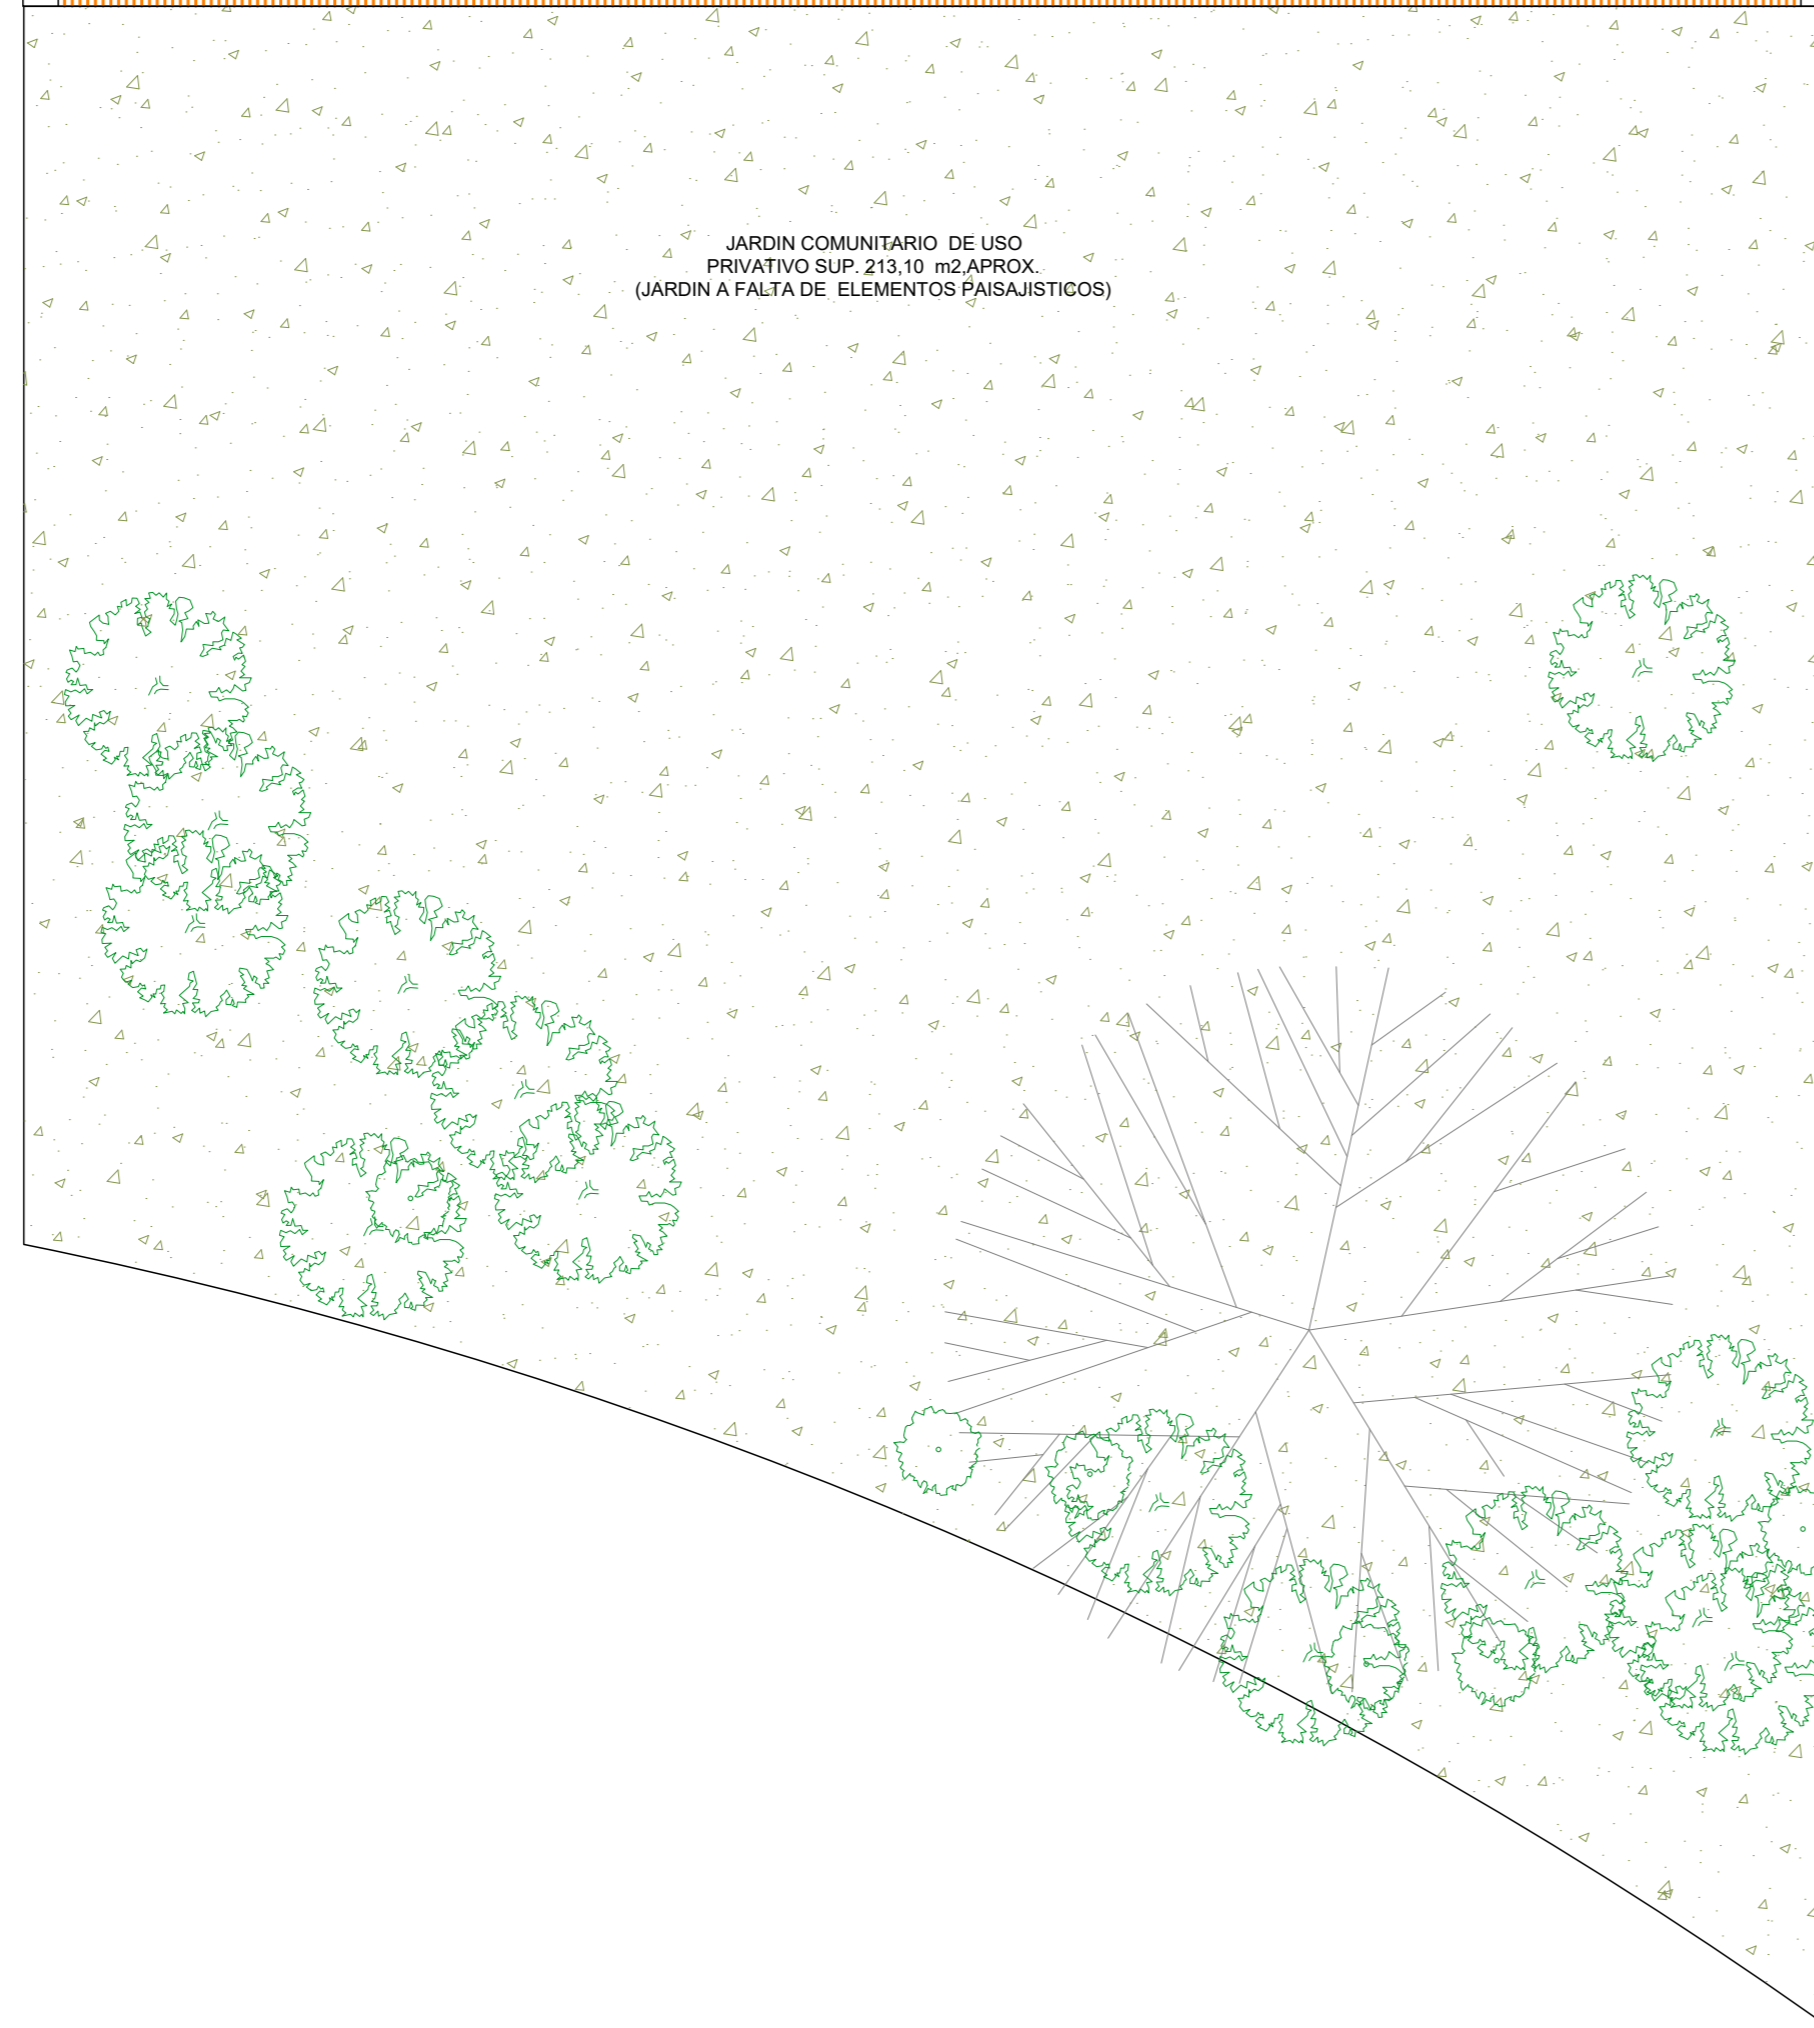 JARDIN COMUNITARIO DE USO
PRIVATIVO SUP. 213,10 m2,APROX.
(JARDIN A FALTA DE ELEMENTOS PAISAJISTICOS)